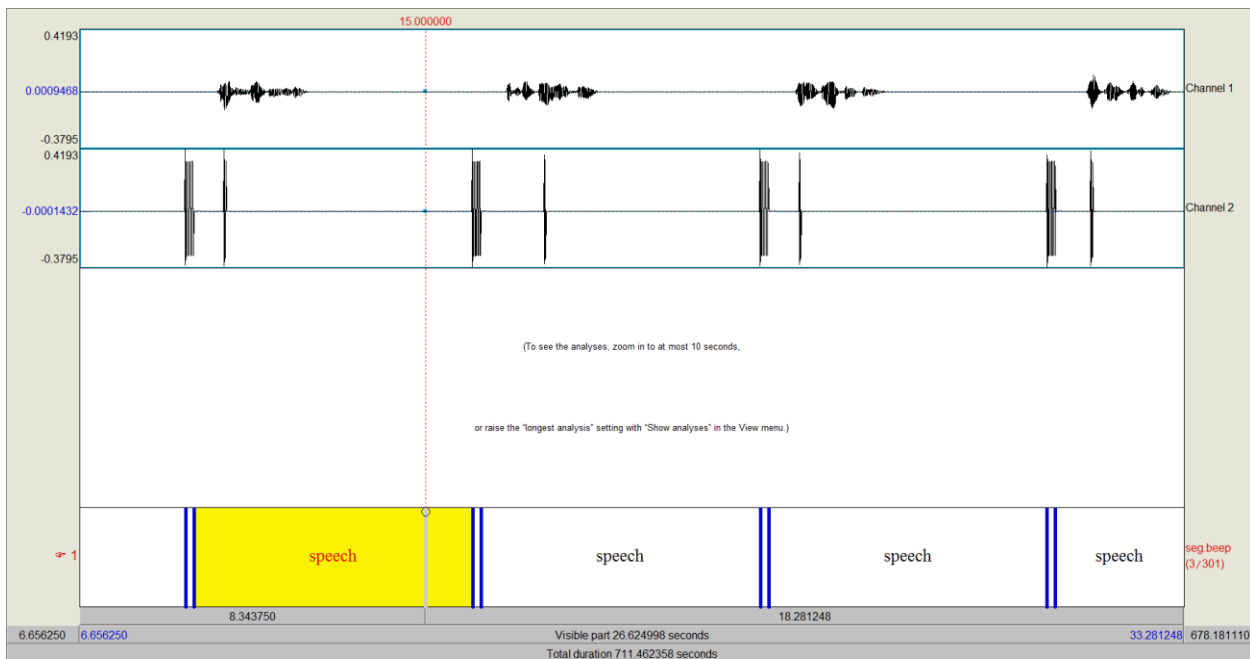 15.000000
0.4193
0.0009468
Channel 1
-0.3795
0.4193
-0.0001432
Channel 2
-0.3795
(To see the analyses, zoom in to at most 10 seconds,
or raise the "longest analysis" setting with "Show analyses" in the View menu.)
1 speech speech speech speech seg.beep
(3/301)
8.343750 18.281248
6.656250 6.656250 Visible part 26.624998 seconds 33.281248 678.181110
Total duration 711.462358 seconds